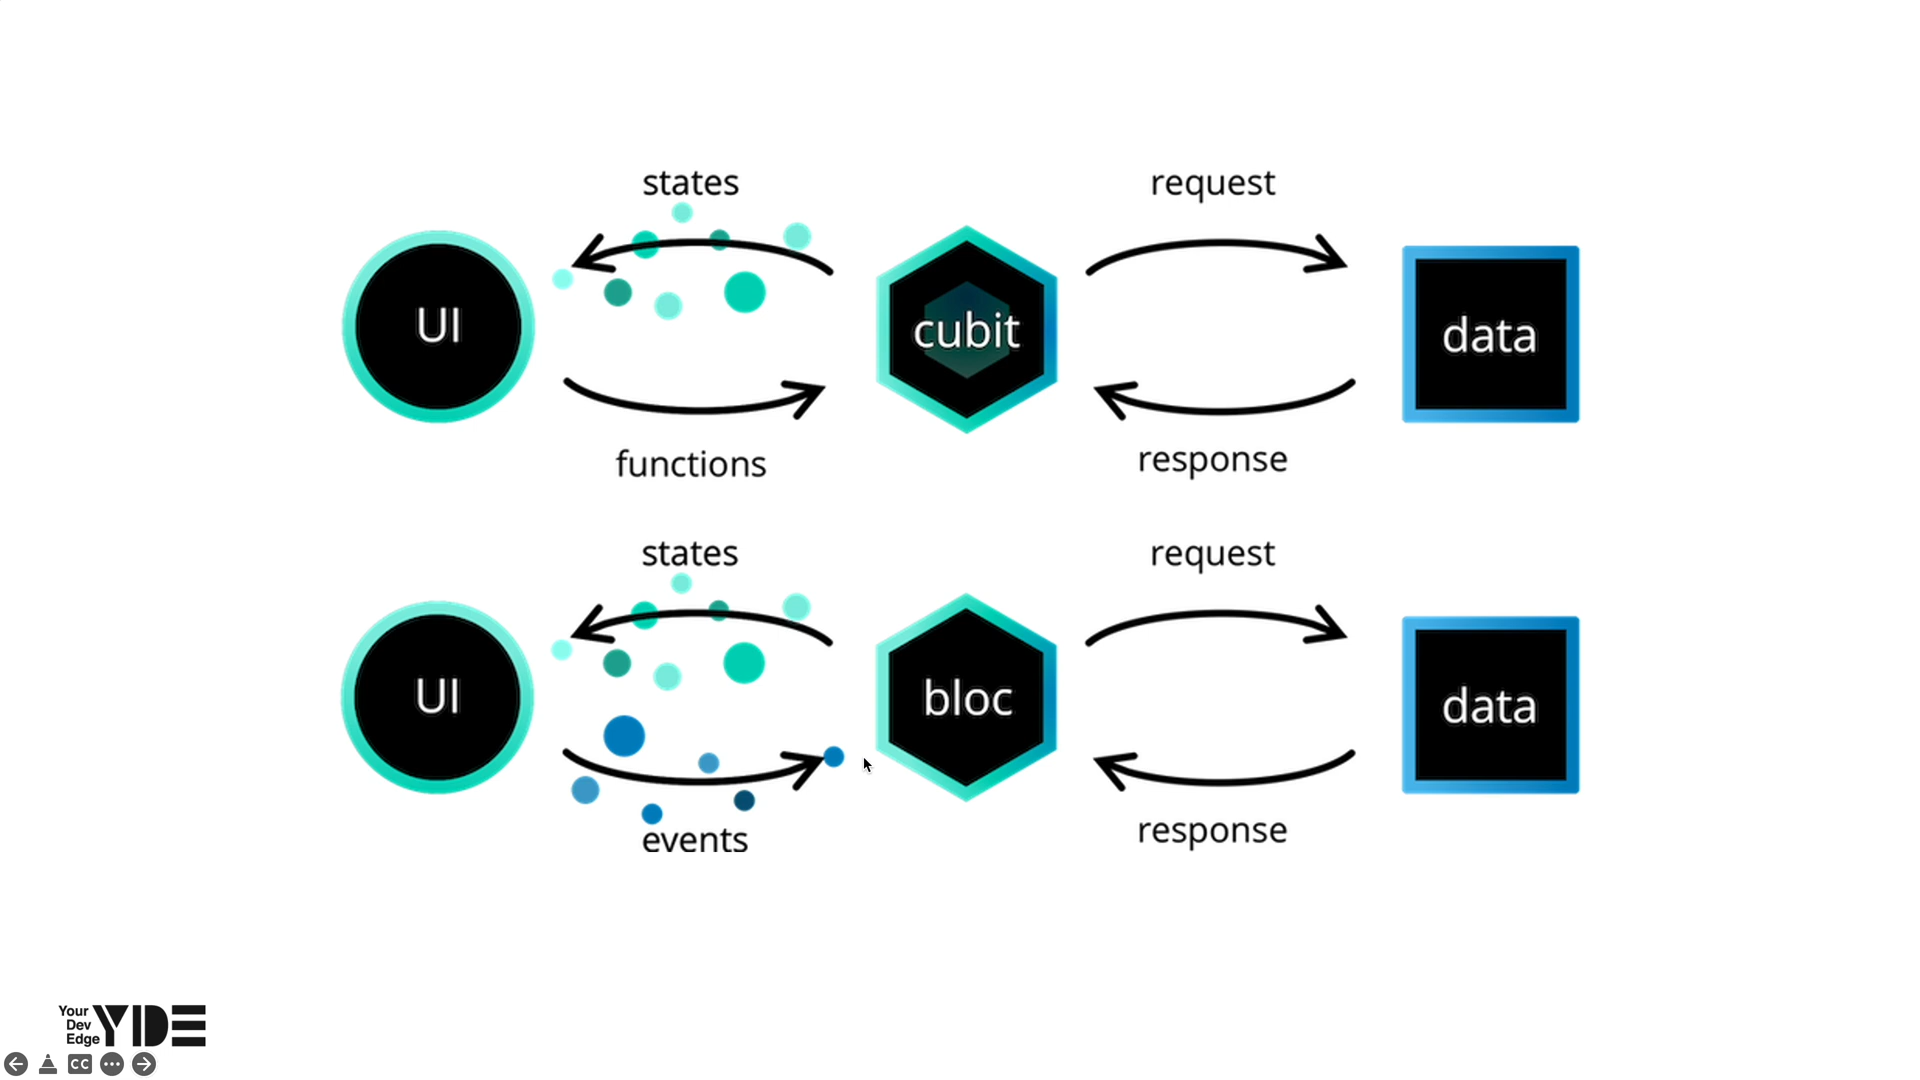 states
request
UI
cubit
data
functions
response
states
request
UI
bloc
data
events
response
Your
Dev
Edge
YDE
CC